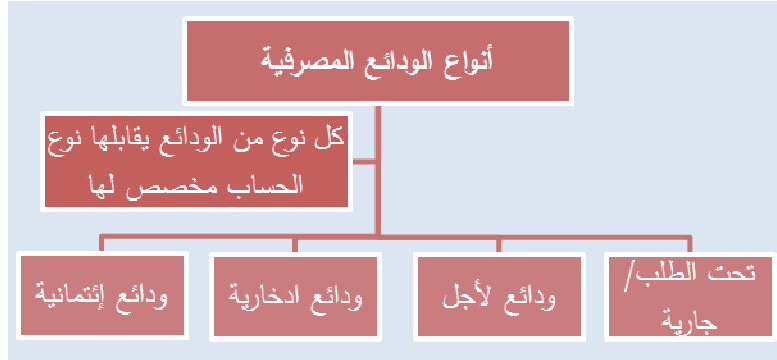 أنواع الودائع المصرفية
كل نوع من الودائع يقابلها نوع
الحساب مخصص لها
تحت الطلب/
جارية
ودائع لأجل
ودائع ادخارية
ودائع إئتمانية